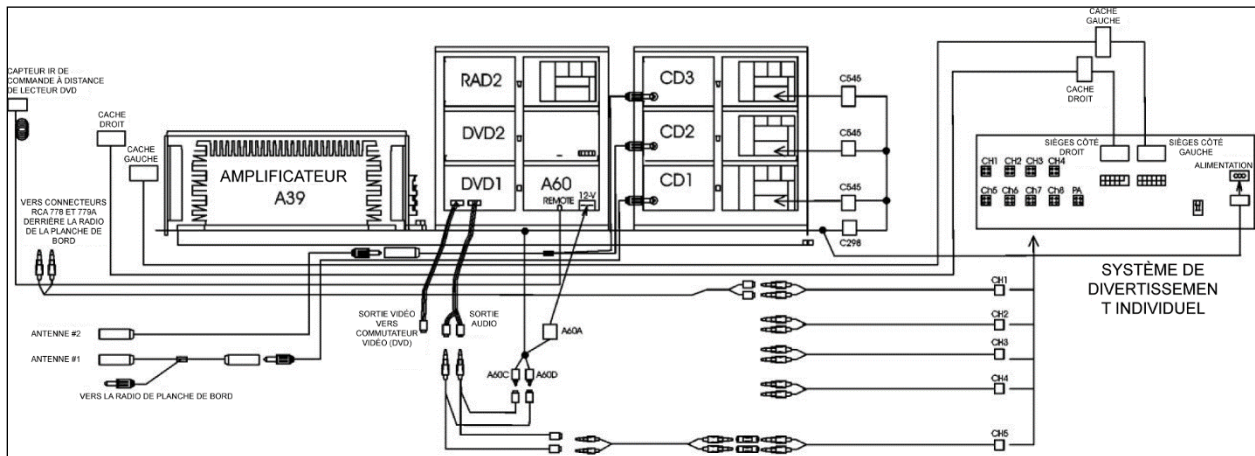 CACHE
GAUCHE
CAPTEUR IR DE
COMMANDE À DISTANCE
DE LECTEUR DVD
CACHE
DROIT
CACHE
GAUCHE
AMPLIFICATEUR
A39
VERS CONNECTEURS
RCA 778 ET 779A
DERRIÈRE LA RADIO
DE LA PLANCHE DE
BORD
RAD2
DVD2
DVD1
A60
REMOTE
12-V
CD3
CD2
CD1
C545
C545
C545
C298
CACHE
DROIT
SIÈGES CÔTÉ
DROIT
SIÈGES CÔTÉ
GAUCHE
ALIMENTATION
CH1 CH2 CH3 CH4
Ch5 Ch6 Ch7 Ch8 PA
SYSTÈME DE
DIVERTISSEMEN
T INDIVIDUEL
CH1
CH2
CH3
CH4
CH5
SORTIE VIDÉO
VERS
COMMUTATEUR
VIDÉO (DVD)
SORTIE
AUDIO
A60A
A60C
A60D
ANTENNE #2
ANTENNE #1
VERS LA RADIO DE PLANCHE DE BORD